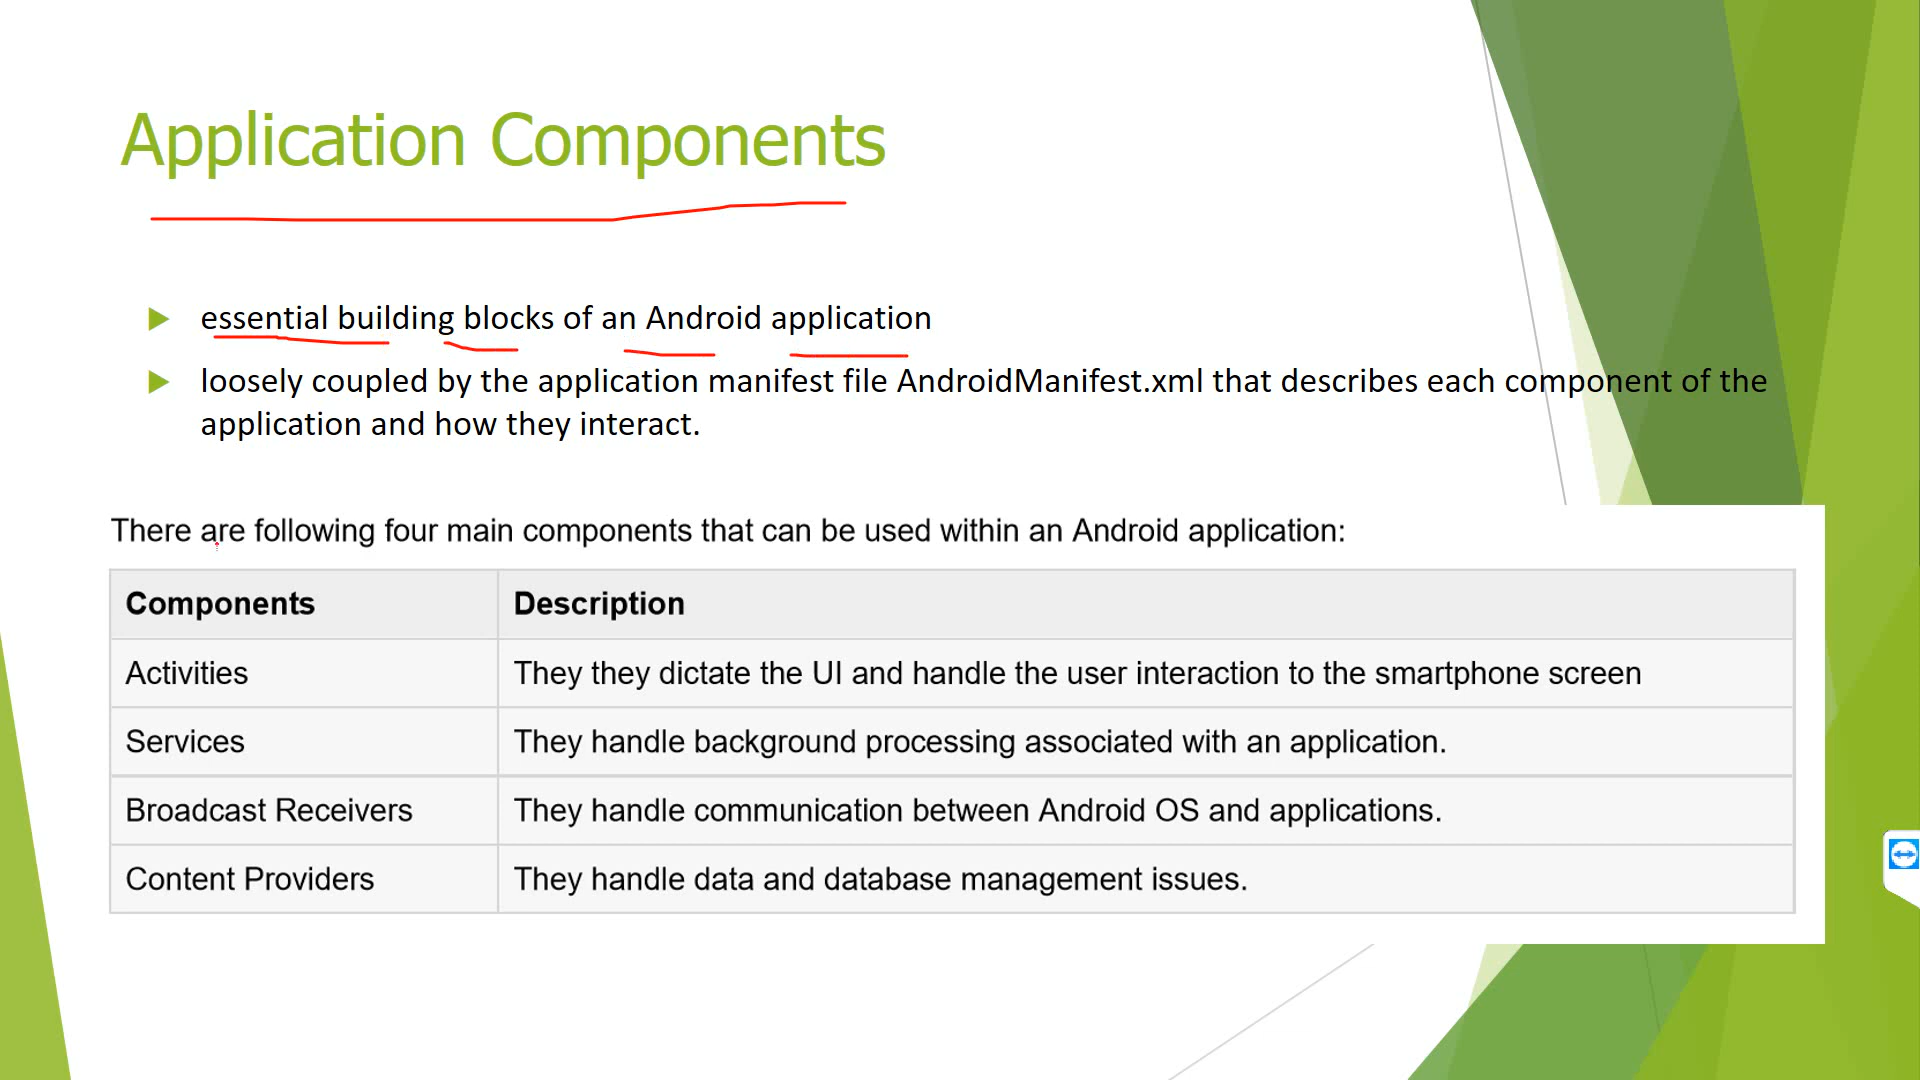 Application Components
essential building blocks of an Android application
loosely coupled by the application manifest file AndroidManifest.xml that describes each component of the
application and how they interact.
There are following four main components that can be used within an Android application:
Components Description
Activities They they dictate the UI and handle the user interaction to the smartphone screen
Services They handle background processing associated with an application.
Broadcast Receivers They handle communication between Android OS and applications.
Content Providers They handle data and database management issues.